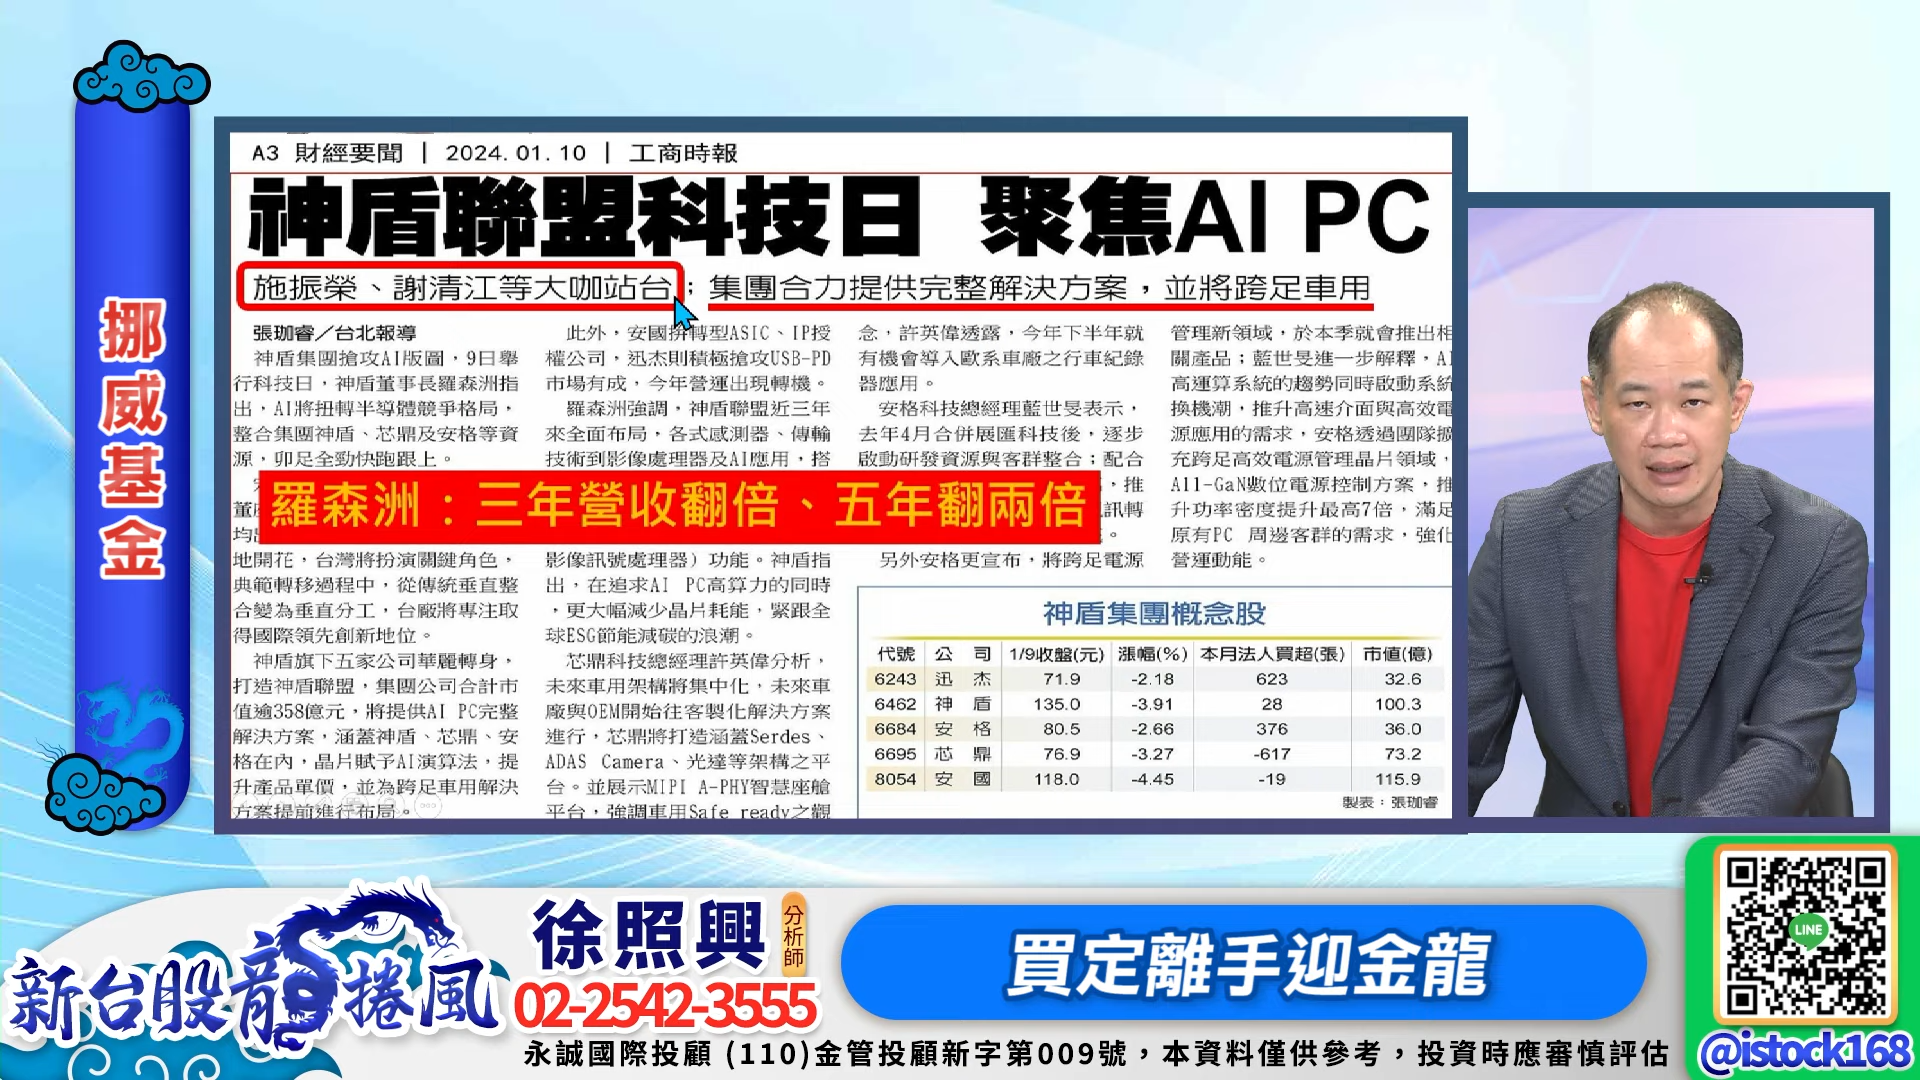 挪威基金
A3 財經要聞 | 2024.01.10 | 工商時報
神盾聯盟科技日 聚焦AI PC
施振榮、謝清江等大咖站台；集團合力提供完整解決方案，並將跨足車用
張珈睿／台北報導
神盾集團搶攻AI版圖，9日舉
行科技日，神盾董事長羅森洲指
出，AI將扭轉半導體競爭格局，
整合集團神盾、芯鼎及安格等資
源，卯足全勁快跑跟上。
董
均
地開花，台灣將扮演關鍵角色，
典範轉移過程中，從傳統垂直整
合變為垂直分工，台廠將專注取
得國際領先創新地位。
神盾旗下五家公司華麗轉身，
打造神盾聯盟，集團公司合計市
值逾358億元，將提供AI PC完整
解決方案，涵蓋神盾、芯鼎、安
格在內，晶片賦予AI演算法，提
升產品單價，並為跨足車用解決
方案提前進行布局。
此外，安國拚轉型ASIC、IP授
權公司，迅杰則積極搶攻USB-PD
市場有成，今年營運出現轉機。
羅森洲強調，神盾聯盟近三年
來全面布局，各式感測器、傳輸
技術到影像處理器及AI應用，搭
影像訊號處理器）功能。神盾指
出，在追求AI PC高算力的同時
，更大幅減少晶片耗能，緊跟全
球ESG節能減碳的浪潮。
芯鼎科技總經理許英偉分析，
未來車用架構將集中化，未來車
廠與OEM開始往客製化解決方案
進行，芯鼎將打造涵蓋Serdes、
ADAS Camera、光達等架構之平
台。並展示MIPI A-PHY智慧座艙
平台，強調車用Safe ready之觀
念，許英偉透露，今年下半年就
有機會導入歐系車廠之行車紀錄
器應用。
安格科技總經理藍世旻表示，
去年4月合併展匯科技後，逐步
啟動研發資源與客群整合；配合
，推
訊轉
。
另外安格更宣布，將跨足電源
管理新領域，於本季就會推出相
關產品；藍世旻進一步解釋，AI
高運算系統的趨勢同時啟動系統
換機潮，推升高速介面與高效電
源應用的需求，安格透過團隊擴
充跨足高效電源管理晶片領域，
All-GaN數位電源控制方案，推
升功率密度提升最高7倍，滿足
原有PC 周邊客群的需求，強化
營運動能。
羅森洲：三年營收翻倍、五年翻兩倍
神盾集團概念股
代號 公司 1/9收盤(元) 漲幅(%) 本月法人買超(張) 市值(億)
6243 迅杰 71.9 -2.18 623 32.6
6462 神盾 135.0 -3.91 28 100.3
6684 安格 80.5 -2.66 376 36.0
6695 芯鼎 76.9 -3.27 -617 73.2
8054 安國 118.0 -4.45 -19 115.9
製表：張珈睿
新台股龍捲風
徐照興
分析師
02-2542-3555
買定離手迎金龍
LINE
@istock168
永誠國際投顧 (110)金管投顧新字第009號，本資料僅供參考，投資時應審慎評估